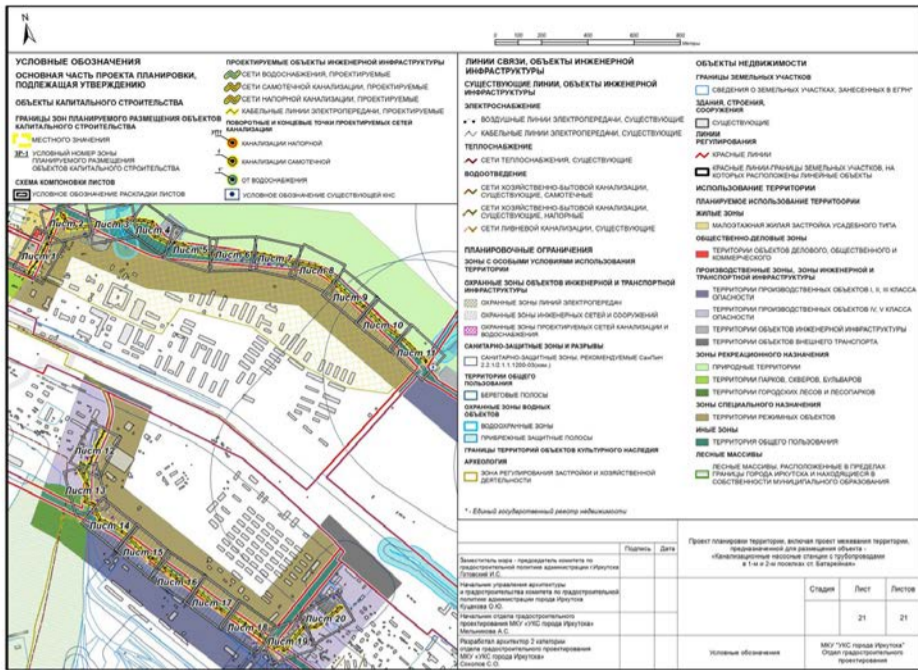 N
0 100 200 400 600 800
Метры
УСЛОВНЫЕ ОБОЗНАЧЕНИЯ
ОСНОВНАЯ ЧАСТЬ ПРОЕКТА ПЛАНИРОВКИ,
ПОДЛЕЖАЩАЯ УТВЕРЖДЕНИЮ
ОБЪЕКТЫ КАПИТАЛЬНОГО СТРОИТЕЛЬСТВА
ГРАНИЦЫ ЗОН ПЛАНИРУЕМОГО РАЗМЕЩЕНИЯ ОБЪЕКТОВ
КАПИТАЛЬНОГО СТРОИТЕЛЬСТВА
МЕСТНОГО ЗНАЧЕНИЯ
УСЛОВНЫЙ НОМЕР ЗОНЫ
ПЛАНИРУЕМОГО РАЗМЕЩЕНИЯ
ОБЪЕКТОВ КАПИТАЛЬНОГО СТРОИТЕЛЬСТВА
СХЕМА КОМПОНОВКИ ЛИСТОВ
УСЛОВНОЕ ОБОЗНАЧЕНИЕ РАСКЛАДКИ ЛИСТОВ
ПРОЕКТИРУЕМЫЕ ОБЪЕКТЫ ИНЖЕНЕРНОЙ ИНФРАСТРУКТУРЫ
СЕТИ ВОДОСНАБЖЕНИЯ, ПРОЕКТИРУЕМЫЕ
СЕТИ САМОТЕЧНОЙ КАНАЛИЗАЦИИ, ПРОЕКТИРУЕМЫЕ
СЕТИ НАПОРНОЙ КАНАЛИЗАЦИИ, ПРОЕКТИРУЕМЫЕ
КАБЕЛЬНЫЕ ЛИНИИ ЭЛЕКТРОПЕРЕДАЧИ, ПРОЕКТИРУЕМЫЕ
ПОВОРОТНЫЕ И КОНЦЕВЫЕ ТОЧКИ ПРОЕКТИРУЕМЫХ СЕТЕЙ
КАНАЛИЗАЦИИ
КАНАЛИЗАЦИИ НАПОРНОЙ
КАНАЛИЗАЦИИ САМОТЕЧНОЙ
ОТ ВОДОСНАБЖЕНИЯ
УСЛОВНОЕ ОБОЗНАЧЕНИЕ СУЩЕСТВУЮЩЕЙ КНС
ЛИНИИ СВЯЗИ, ОБЪЕКТЫ ИНЖЕНЕРНОЙ
ИНФРАСТРУКТУРЫ
СУЩЕСТВУЮЩИЕ ЛИНИИ, ОБЪЕКТЫ ИНЖЕНЕРНОЙ
ИНФРАСТРУКТУРЫ
ЭЛЕКТРОСНАБЖЕНИЕ
ВОЗДУШНЫЕ ЛИНИИ ЭЛЕКТРОПЕРЕДАЧИ, СУЩЕСТВУЮЩИЕ
КАБЕЛЬНЫЕ ЛИНИИ ЭЛЕКТРОПЕРЕДАЧИ, СУЩЕСТВУЮЩИЕ
ТЕПЛОСНАБЖЕНИЕ
СЕТИ ТЕПЛОСНАБЖЕНИЯ, СУЩЕСТВУЮЩИЕ
ВОДООТВЕДЕНИЕ
СЕТИ ХОЗЯЙСТВЕННО-БЫТОВОЙ КАНАЛИЗАЦИИ,
СУЩЕСТВУЮЩИЕ, САМОТЕЧНЫЕ
СЕТИ ХОЗЯЙСТВЕННО-БЫТОВОЙ КАНАЛИЗАЦИИ,
СУЩЕСТВУЮЩИЕ, НАПОРНЫЕ
СЕТИ ЛИВНЕВОЙ КАНАЛИЗАЦИИ, СУЩЕСТВУЮЩИЕ
ПЛАНИРОВОЧНЫЕ ОГРАНИЧЕНИЯ
ЗОНЫ С ОСОБЫМИ УСЛОВИЯМИ ИСПОЛЬЗОВАНИЯ
ТЕРРИТОРИИ
ОХРАННЫЕ ЗОНЫ ОБЪЕКТОВ ИНЖЕНЕРНОЙ И ТРАНСПОРТНОЙ
ИНФРАСТРУКТУРЫ
ОХРАННЫЕ ЗОНЫ ЛИНИЙ ЭЛЕКТРОПЕРЕДАЧ
ОХРАННЫЕ ЗОНЫ ИНЖЕНЕРНЫХ СЕТЕЙ И СООРУЖЕНИЙ
ОХРАННЫЕ ЗОНЫ ПРОЕКТИРУЕМЫХ СЕТЕЙ КАНАЛИЗАЦИИ И
ВОДОСНАБЖЕНИЯ
САНИТАРНО-ЗАЩИТНЫЕ ЗОНЫ И РАЗРЫВЫ
САНИТАРНО-ЗАЩИТНЫЕ ЗОНЫ, РЕКОМЕНДУЕМЫЕ СанПиН
ТЕРРИТОРИИ ОБЩЕГО
ПОЛЬЗОВАНИЯ
БЕРЕГОВЫЕ ПОЛОСЫ
ОХРАННЫЕ ЗОНЫ ВОДНЫХ
ОБЪЕКТОВ
ВОДООХРАННЫЕ ЗОНЫ
ПРИБРЕЖНЫЕ ЗАЩИТНЫЕ ПОЛОСЫ
ГРАНИЦЫ ТЕРРИТОРИЙ ОБЪЕКТОВ КУЛЬТУРНОГО НАСЛЕДИЯ
АРХЕОЛОГИЯ
ЗОНА РЕГУЛИРОВАНИЯ ЗАСТРОЙКИ И ХОЗЯЙСТВЕННОЙ
ДЕЯТЕЛЬНОСТИ
* - Единый государственный реестр недвижимости
ОБЪЕКТЫ НЕДВИЖИМОСТИ
ГРАНИЦЫ ЗЕМЕЛЬНЫХ УЧАСТКОВ
СВЕДЕНИЯ О ЗЕМЕЛЬНЫХ УЧАСТКАХ, ЗАНЕСЕННЫХ В ЕГРН*
ЗДАНИЯ, СТРОЕНИЯ,
СООРУЖЕНИЯ
СУЩЕСТВУЮЩИЕ
ЛИНИИ
РЕГУЛИРОВАНИЯ
КРАСНЫЕ ЛИНИИ
КРАСНЫЕ ЛИНИИ-ГРАНИЦЫ ЗЕМЕЛЬНЫХ УЧАСТКОВ, НА
КОТОРЫХ РАСПОЛОЖЕНЫ ЛИНЕЙНЫЕ ОБЪЕКТЫ
ИСПОЛЬЗОВАНИЕ ТЕРРИТОРИИ
ПЛАНИРУЕМОЕ ИСПОЛЬЗОВАНИЕ ТЕРРИТОРИИ
ЖИЛЫЕ ЗОНЫ
МАЛОЭТАЖНАЯ ЖИЛАЯ ЗАСТРОЙКА УСАДЕБНОГО ТИПА
ОБЩЕСТВЕННО-ДЕЛОВЫЕ ЗОНЫ
ТЕРРИТОРИИ ОБЪЕКТОВ ДЕЛОВОГО, ОБЩЕСТВЕННОГО И
КОММЕРЧЕСКОГО
ПРОИЗВОДСТВЕННЫЕ ЗОНЫ, ЗОНЫ ИНЖЕНЕРНОЙ И
ТРАНСПОРТНОЙ ИНФРАСТРУКТУРЫ
ТЕРРИТОРИИ ПРОИЗВОДСТВЕННЫХ ОБЪЕКТОВ I, II, III КЛАССА
ОПАСНОСТИ
ТЕРРИТОРИИ ПРОИЗВОДСТВЕННЫХ ОБЪЕКТОВ IV, V КЛАССА
ОПАСНОСТИ
ТЕРРИТОРИИ ОБЪЕКТОВ ИНЖЕНЕРНОЙ ИНФРАСТРУКТУРЫ
ТЕРРИТОРИИ ОБЪЕКТОВ ВНЕШНЕГО ТРАНСПОРТА
ЗОНЫ РЕКРЕАЦИОННОГО НАЗНАЧЕНИЯ
ПРИРОДНЫЕ ТЕРРИТОРИИ
ТЕРРИТОРИИ ПАРКОВ, СКВЕРОВ, БУЛЬВАРОВ
ТЕРРИТОРИИ ГОРОДСКИХ ЛЕСОВ И ЛЕСОПАРКОВ
ЗОНЫ СПЕЦИАЛЬНОГО НАЗНАЧЕНИЯ
ТЕРРИТОРИИ РЕЖИМНЫХ ОБЪЕКТОВ
ИНЫЕ ЗОНЫ
ТЕРРИТОРИЯ ОБЩЕГО ПОЛЬЗОВАНИЯ
ЛЕСНЫЕ МАССИВЫ
ЛЕСНЫЕ МАССИВЫ, РАСПОЛОЖЕННЫЕ В ПРЕДЕЛАХ
ГРАНИЦЫ ГОРОДА ИРКУТСКА И НАХОДЯЩИЕСЯ В
СОБСТВЕННОСТИ МУНИЦИПАЛЬНОГО ОБРАЗОВАНИЯ
Лист 1
Лист 2
Лист 3
Лист 4
Лист 5
Лист 6
Лист 7
Лист 8
Лист 9
Лист 10
Лист 11
Лист 12
Лист 13
Лист 14
Лист 15
Лист 16
Лист 17
Лист 18
Лист 19
Лист 20
Подпись Дата
Заместитель мэра - председатель комитета по
градостроительной политике администрации г.Иркутска
Начальник управления архитектуры
и градостроительства комитета по градостроительной
политике администрации города Иркутска
Начальник отдела градостроительного
проектирования МКУ «УКС города Иркутска»
Мельникова А.С.
Разработал архитектор 2 категории
отдела градостроительного проектирования
МКУ «УКС города Иркутска»
Соколов С.О.
Проект планировки территории, включая проект межевания территории,
предназначенной для размещения объекта -
«Канализационные насосные станции с трубопроводами
в 1-м и 2-м поселках ст. Батарейная»
Стадия Лист Листов
21 21
Условные обозначения
МКУ "УКС города Иркутска"
Отдел градостроительного
проектирования